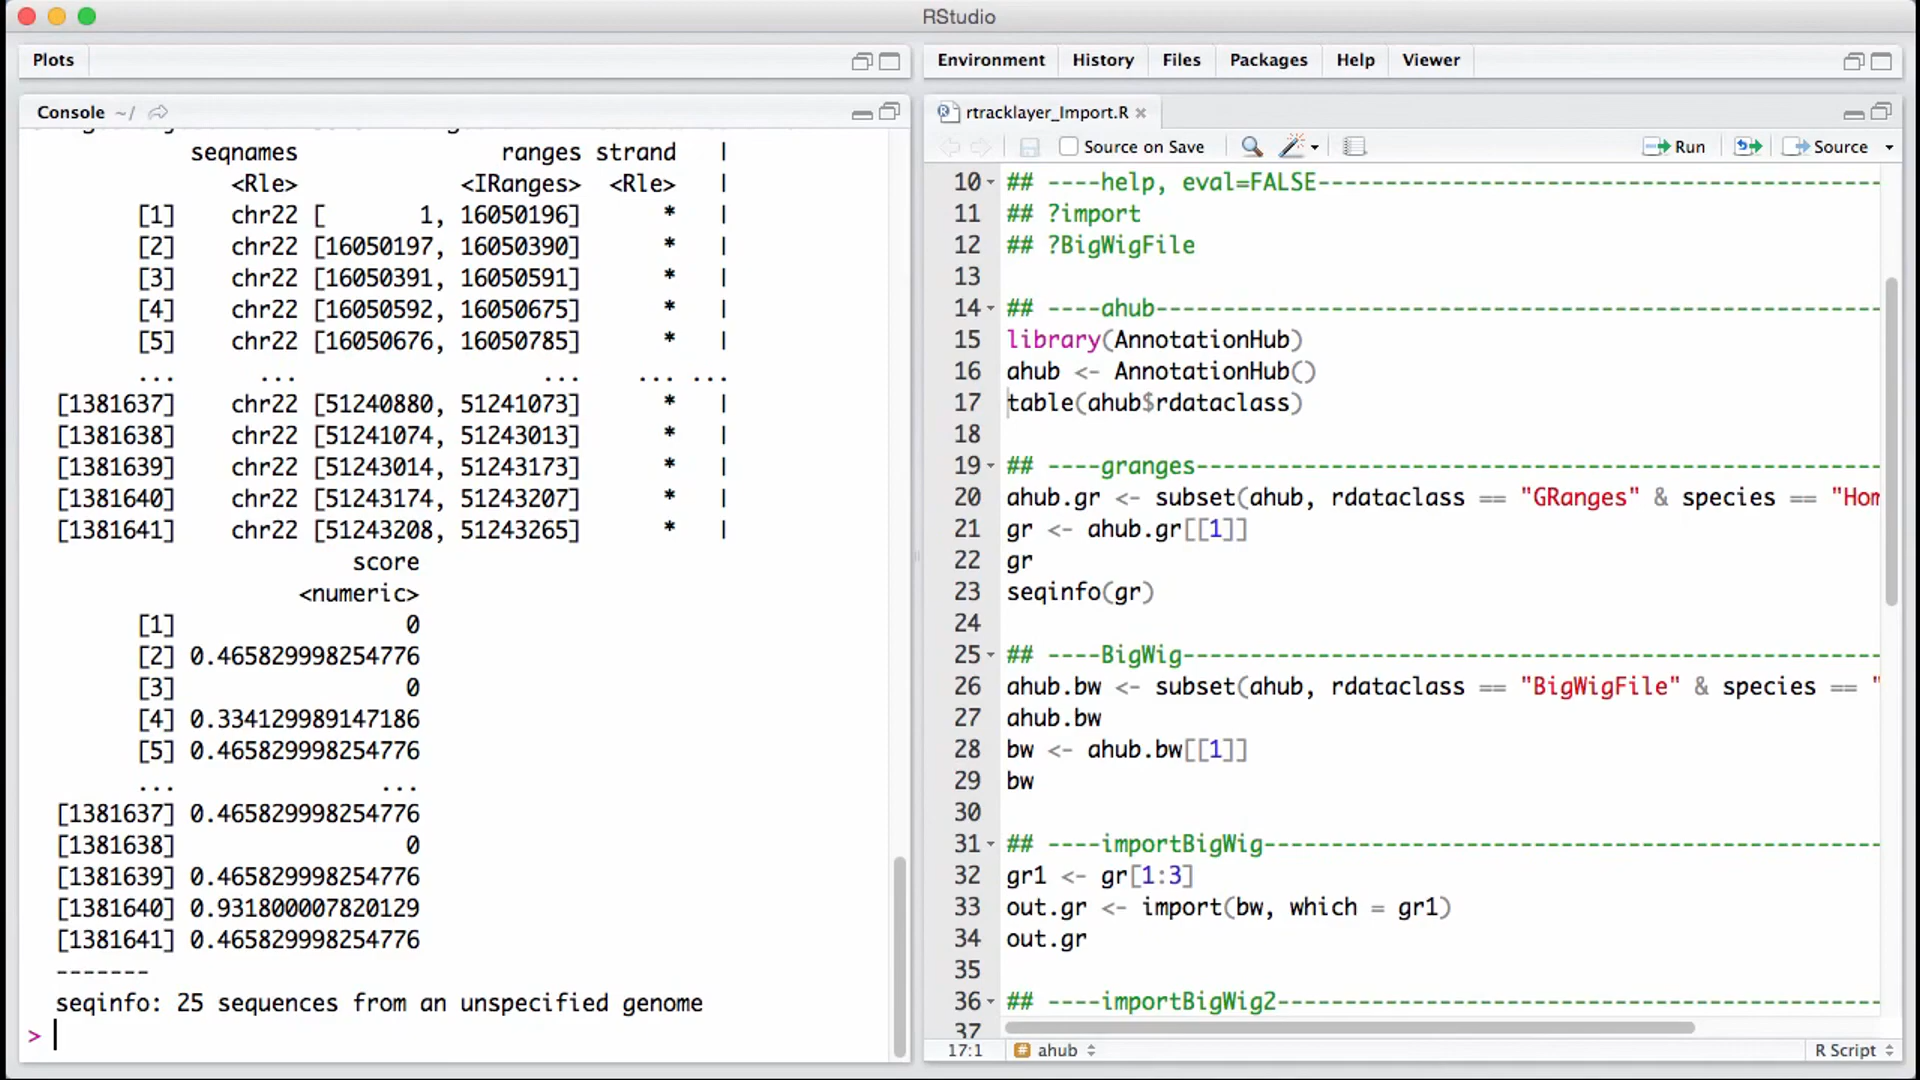 RStudio
Plots
Console ~/
seqnames ranges strand |
<Rle> <IRanges> <Rle> |
[1] chr22 [ 1, 16050196] * |
[2] chr22 [16050197, 16050390] * |
[3] chr22 [16050391, 16050591] * |
[4] chr22 [16050592, 16050675] * |
[5] chr22 [16050676, 16050785] * |
... ... ... ... ...
[1381637] chr22 [51240880, 51241073] * |
[1381638] chr22 [51241074, 51243013] * |
[1381639] chr22 [51243014, 51243173] * |
[1381640] chr22 [51243174, 51243207] * |
[1381641] chr22 [51243208, 51243265] * |
score
<numeric>
[1] 0
[2] 0.465829998254776
[3] 0
[4] 0.334129989147186
[5] 0.465829998254776
... ...
[1381637] 0.465829998254776
[1381638] 0
[1381639] 0.465829998254776
[1381640] 0.931800007820129
[1381641] 0.465829998254776
-------
seqinfo: 25 sequences from an unspecified genome
>
Environment History Files Packages Help Viewer
rtracklayer_Import.R
Source on Save Run Source
10 ## ----help, eval=FALSE------------------------------------------
11 ## ?import
12 ## ?BigWigFile
13
14 ## ----ahub------------------------------------------------------
15 library(AnnotationHub)
16 ahub <- AnnotationHub()
17 table(ahub$rdataclass)
18
19 ## ----granges---------------------------------------------------
20 ahub.gr <- subset(ahub, rdataclass == "GRanges" & species == "Hom
21 gr <- ahub.gr[[1]]
22 gr
23 seqinfo(gr)
24
25 ## ----BigWig----------------------------------------------------
26 ahub.bw <- subset(ahub, rdataclass == "BigWigFile" & species == "
27 ahub.bw
28 bw <- ahub.bw[[1]]
29 bw
30
31 ## ----importBigWig----------------------------------------------
32 gr1 <- gr[1:3]
33 out.gr <- import(bw, which = gr1)
34 out.gr
35
36 ## ----importBigWig2---------------------------------------------
37
17:1 ahub R Script